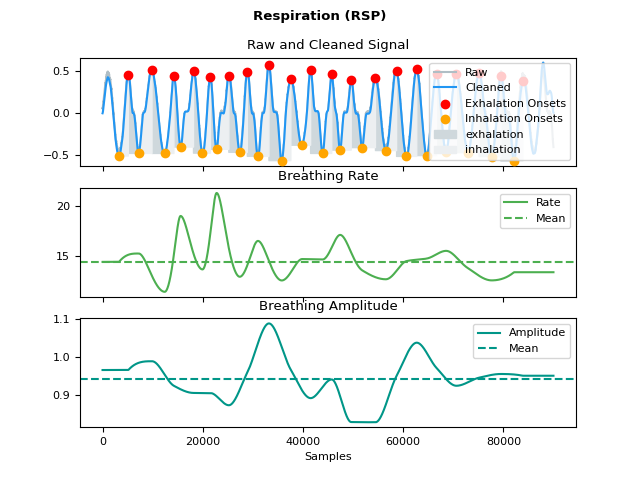 Respiration (RSP)
Raw and Cleaned Signal
0.5
0.0
−0.5
Raw
Cleaned
Exhalation Onsets
Inhalation Onsets
exhalation
inhalation
Breathing Rate
20
15
Rate
Mean
Breathing Amplitude
1.1
1.0
0.9
Amplitude
Mean
0
20000
40000
60000
80000
Samples